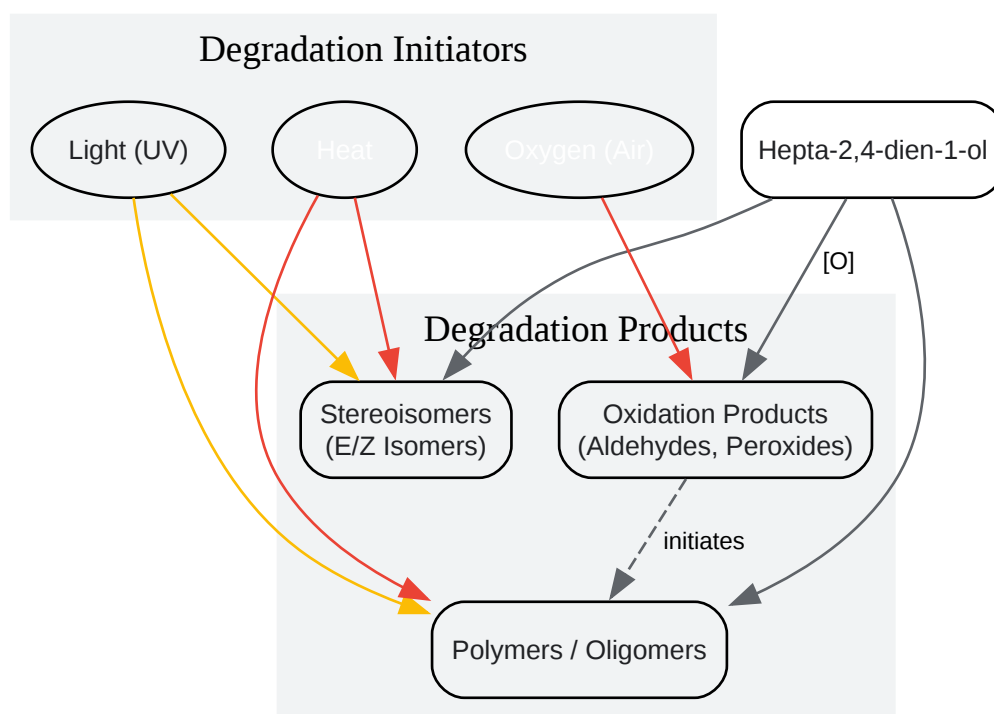 Degradation Initiators
Light (UV)
Heat
Oxygen (Air)
Hepta-2,4-dien-1-ol
[O]
Degradation Products
Stereoisomers
(E/Z Isomers)
Oxidation Products
(Aldehydes, Peroxides)
initiates
Polymers / Oligomers